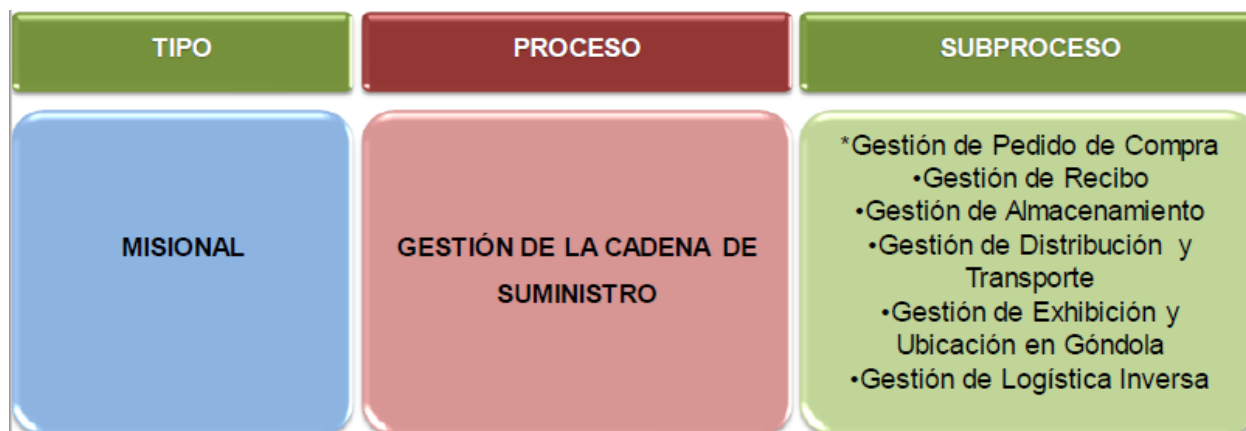 TIPO
PROCESO
SUBPROCESO
MISIONAL
GESTIÓN DE LA CADENA DE
SUMINISTRO
*Gestión de Pedido de Compra
•Gestión de Recibo
•Gestión de Almacenamiento
•Gestión de Distribución y
Transporte
•Gestión de Exhibición y
Ubicación en Góndola
•Gestión de Logística Inversa